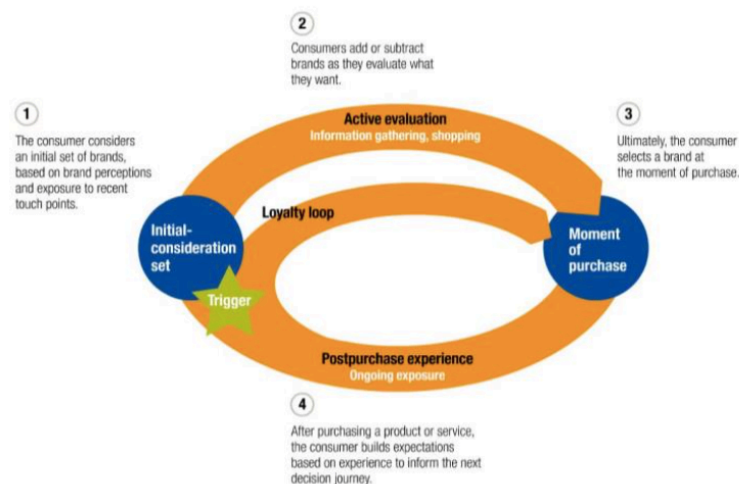 2
Consumers add or subtract
brands as they evaluate what
they want.
1
The consumer considers
an initial set of brands,
based on brand perceptions
and exposure to recent
touch points.
Active evaluation
Information gathering, shopping
3
Ultimately, the consumer
selects a brand at
the moment of purchase.
Loyalty loop
Initial-
consideration
set
Trigger
Moment
of
purchase
Postpurchase experience
Ongoing exposure
4
After purchasing a product or service,
the consumer builds expectations
based on experience to inform the next
decision journey.